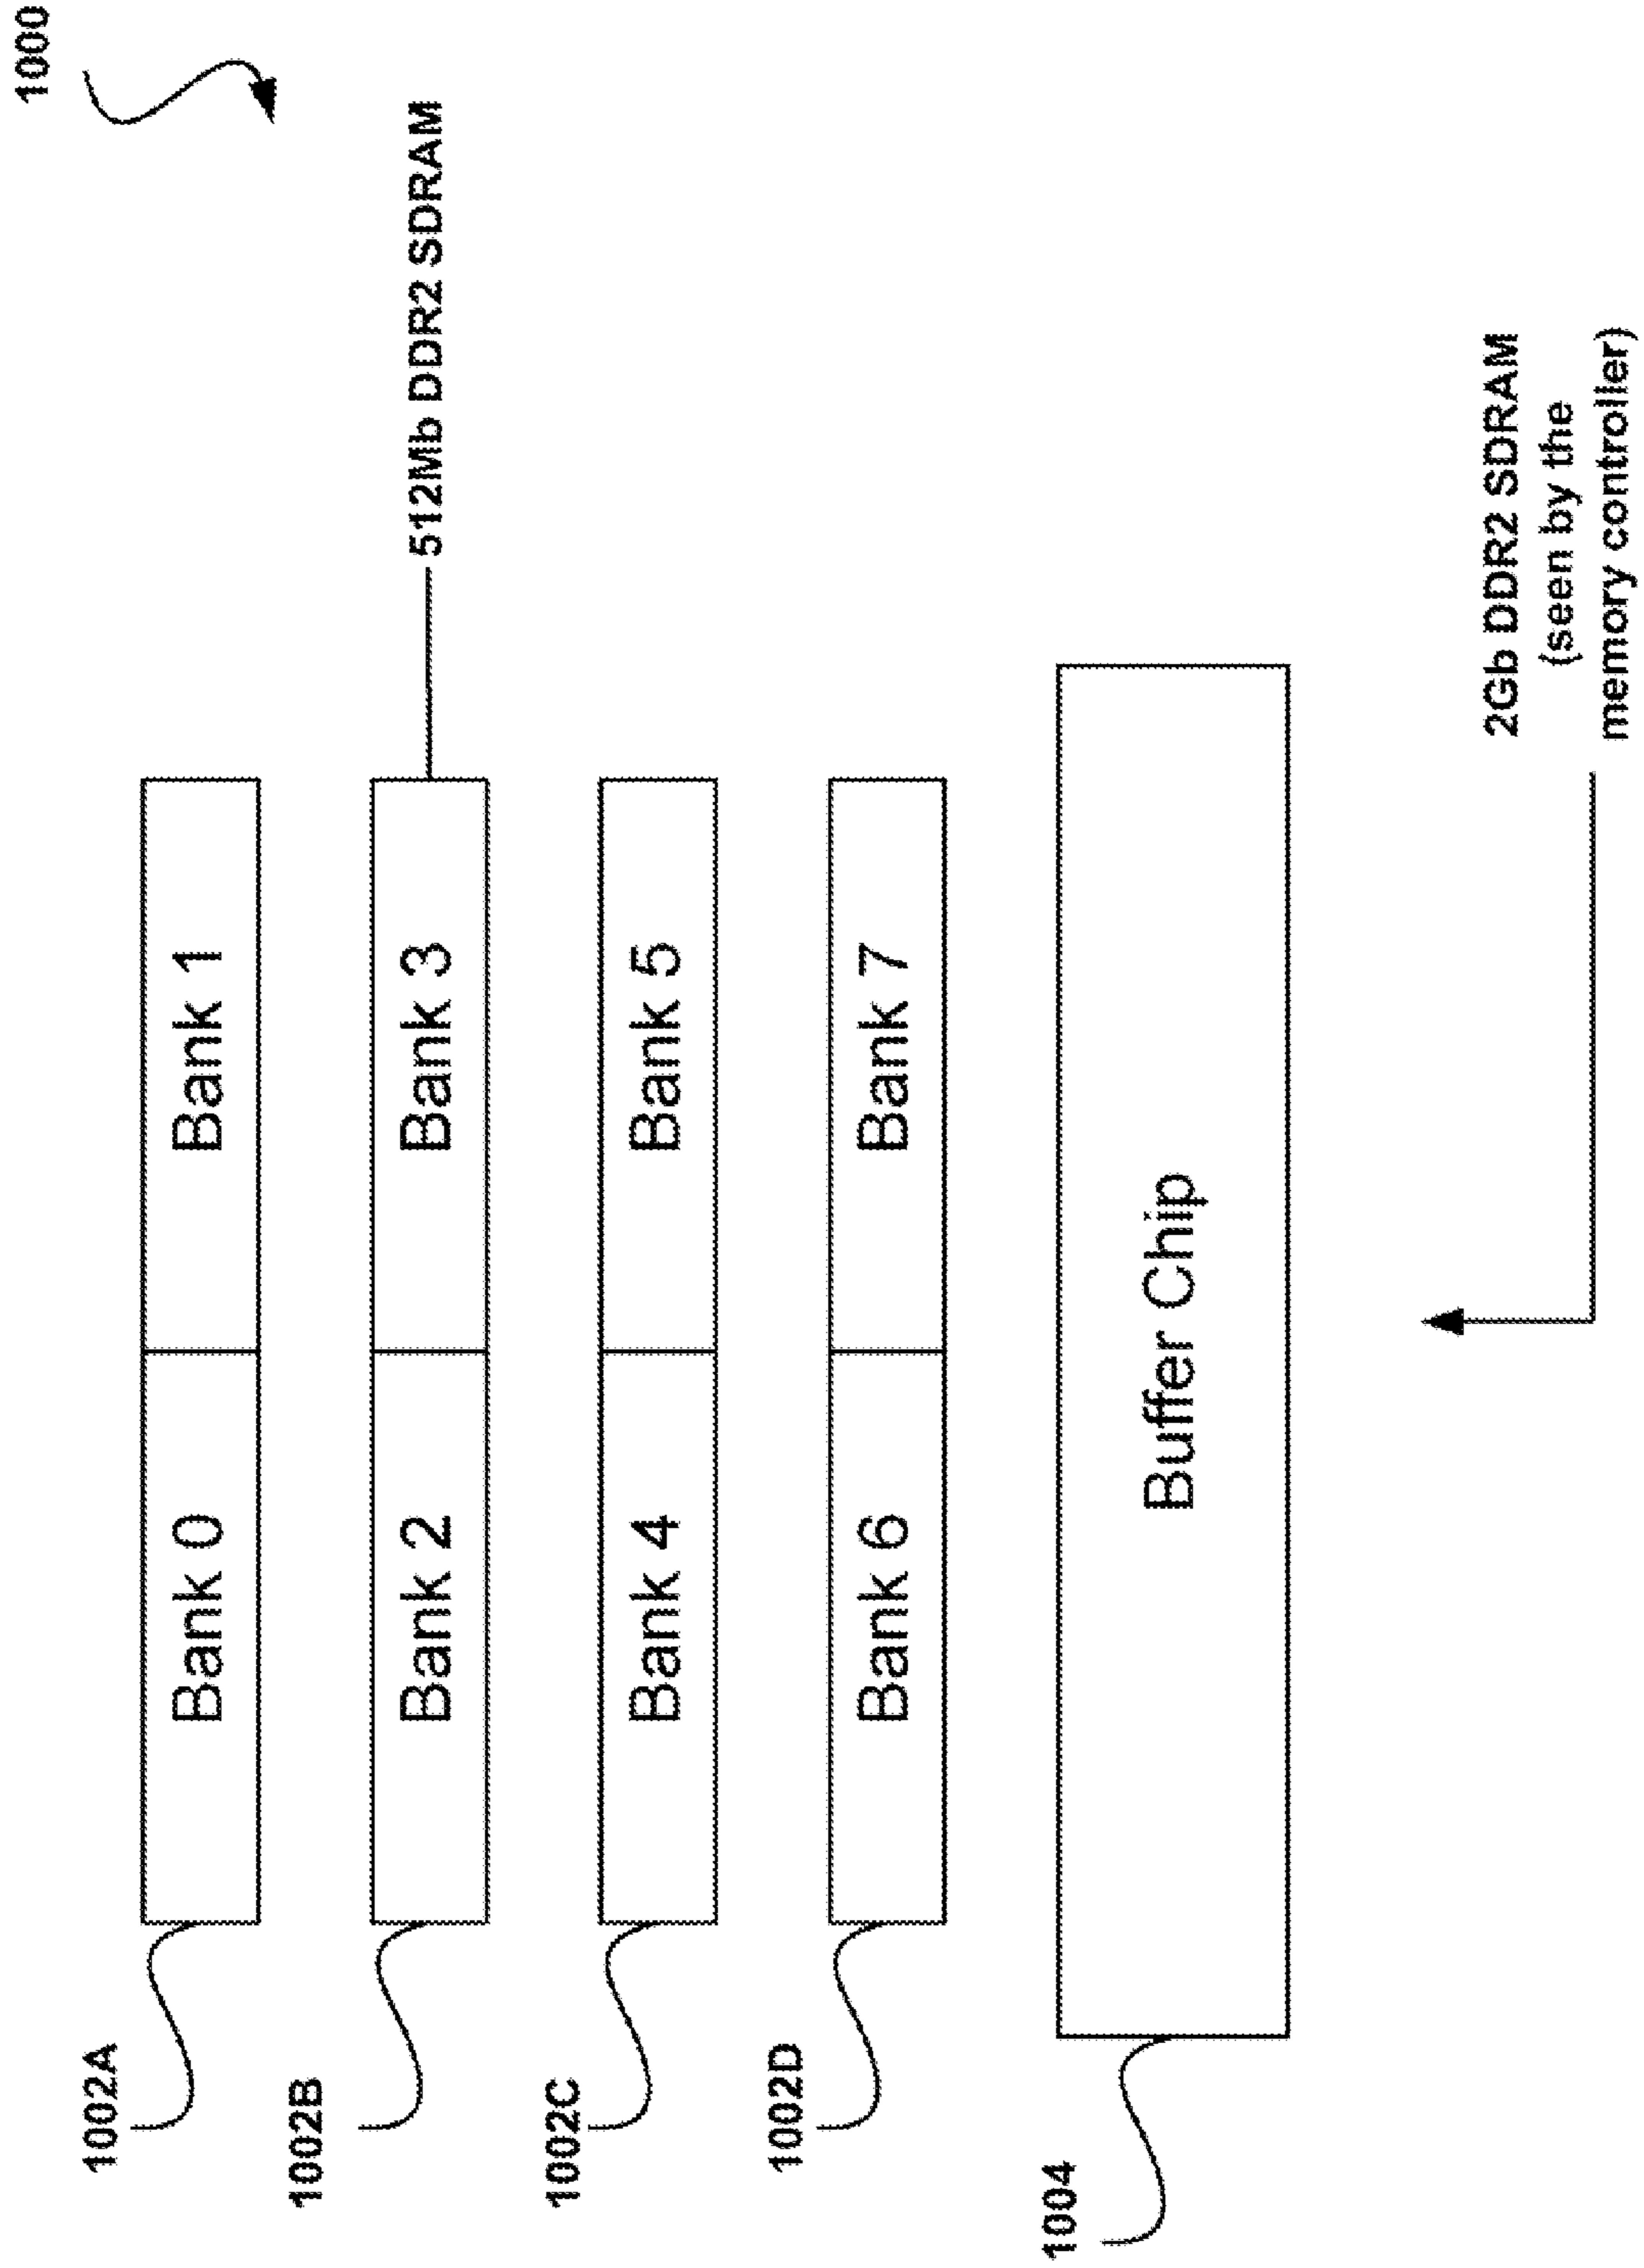 1000
1002A
Bank 0
Bank 1
1002B
Bank 2
Bank 3
512Mb DDR2 SDRAM
1002C
Bank 4
Bank 5
1002D
Bank 6
Bank 7
1004
Buffer Chip
2Gb DDR2 SDRAM
(seen by the
memory controller)